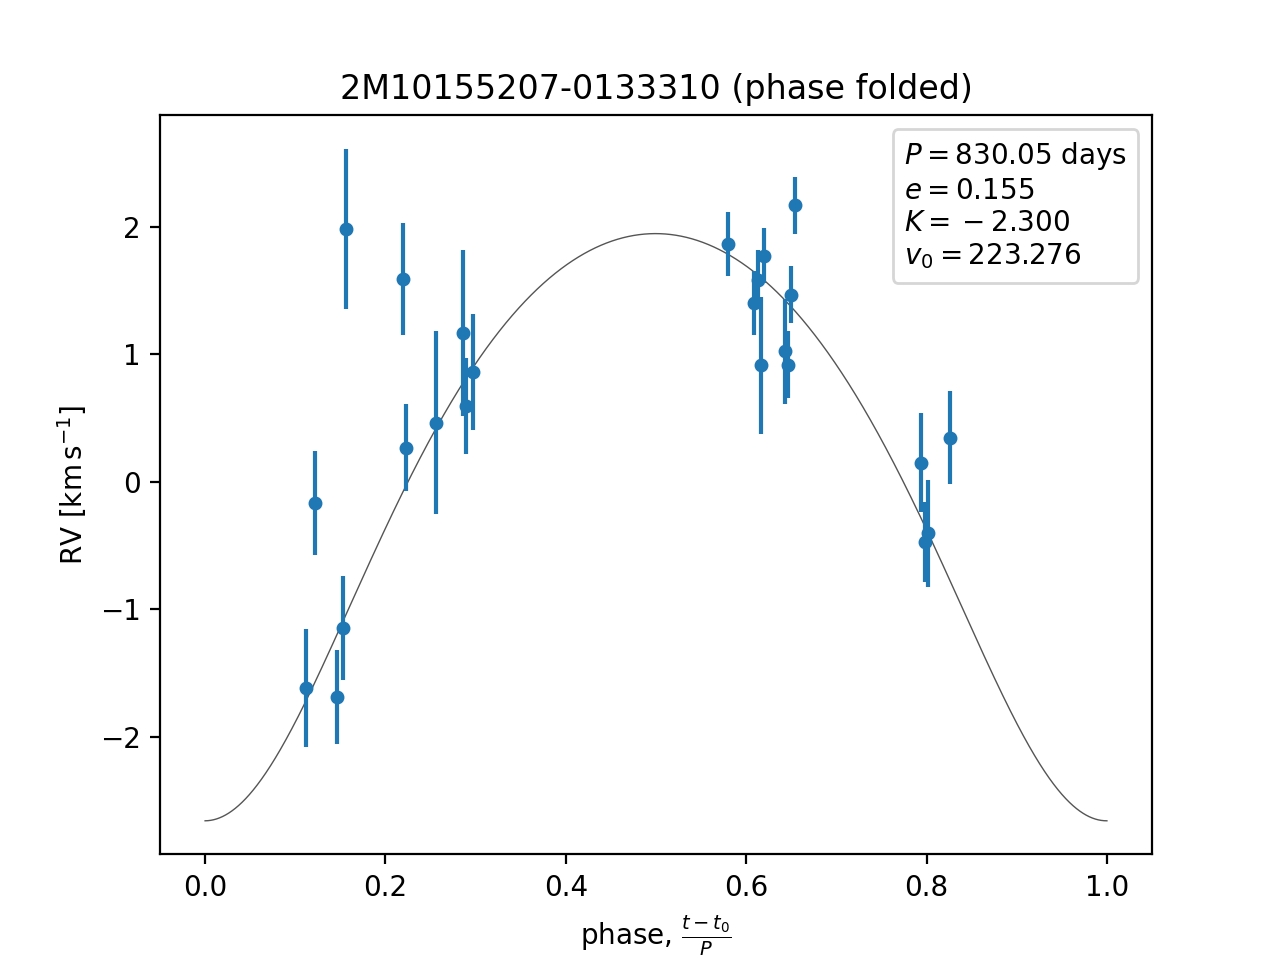 2M10155207-0133310 (phase folded)
P = 830.05 days
e = 0.155
K = −2.300
v₀ = 223.276
RV [km s⁻¹]
2
1
0
−1
−2
0.0 0.2 0.4 0.6 0.8 1.0
phase, (t − t₀)/P